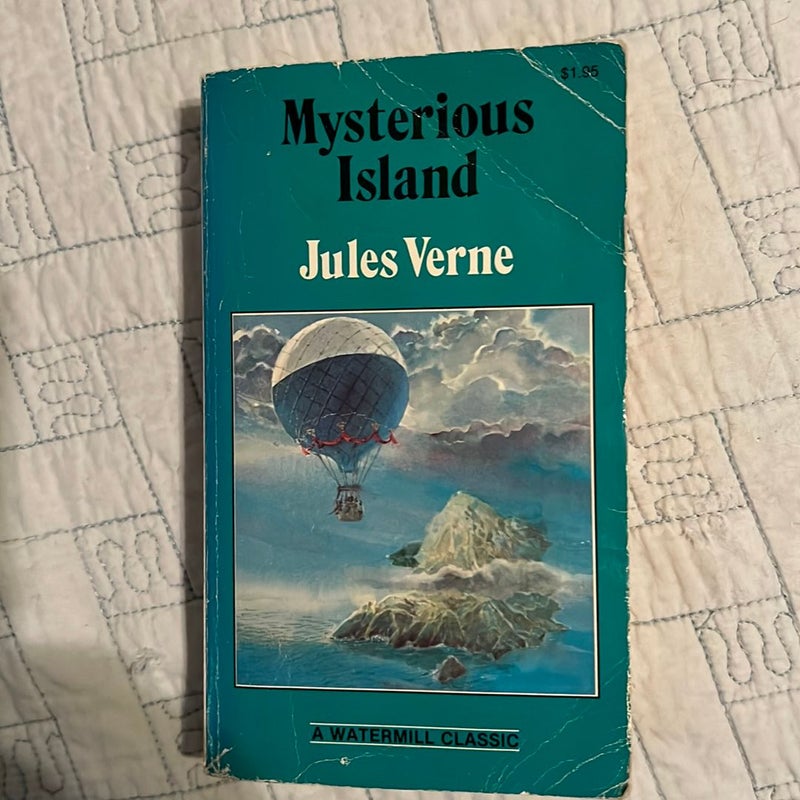 $1.95
Mysterious
Island
Jules Verne
A WATERMILL CLASSIC